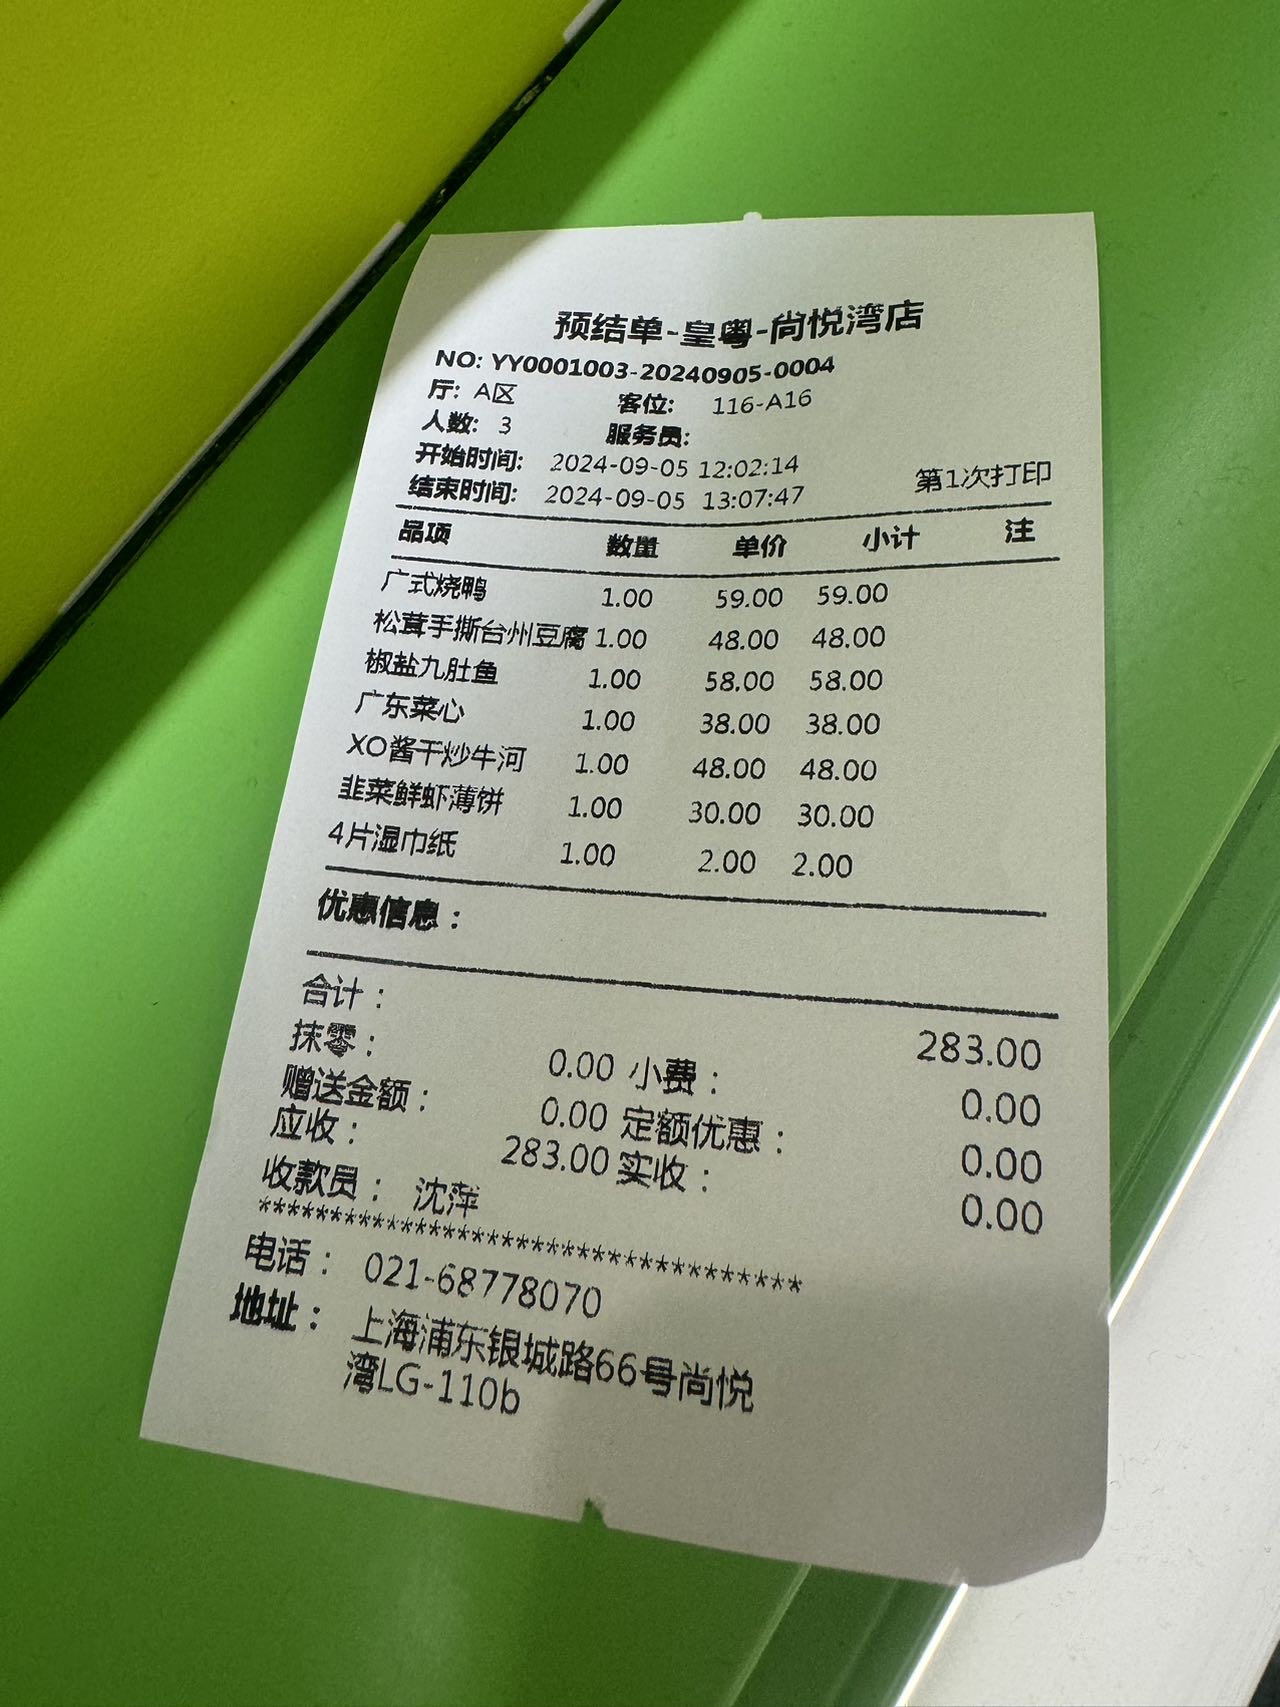 预结单-皇粤-尚悦湾店
NO: YY0001003-20240905-0004
厅: A区 客位: 116-A16
人数: 3 服务员:
开始时间: 2024-09-05 12:02:14
结束时间: 2024-09-05 13:07:47 第1次打印
品项 数量 单价 小计 注
广式烧鸭 1.00 59.00 59.00
松茸手撕台州豆腐 1.00 48.00 48.00
椒盐九肚鱼 1.00 58.00 58.00
广东菜心 1.00 38.00 38.00
XO酱干炒牛河 1.00 48.00 48.00
韭菜鲜虾薄饼 1.00 30.00 30.00
4片湿巾纸 1.00 2.00 2.00
优惠信息：
合计： 283.00
抹零： 0.00 小费： 0.00
赠送金额： 0.00 定额优惠： 0.00
应收： 283.00 实收： 0.00
收款员： 沈萍
**************************************
电话： 021-68778070
地址： 上海浦东银城路66号尚悦
湾LG-110b